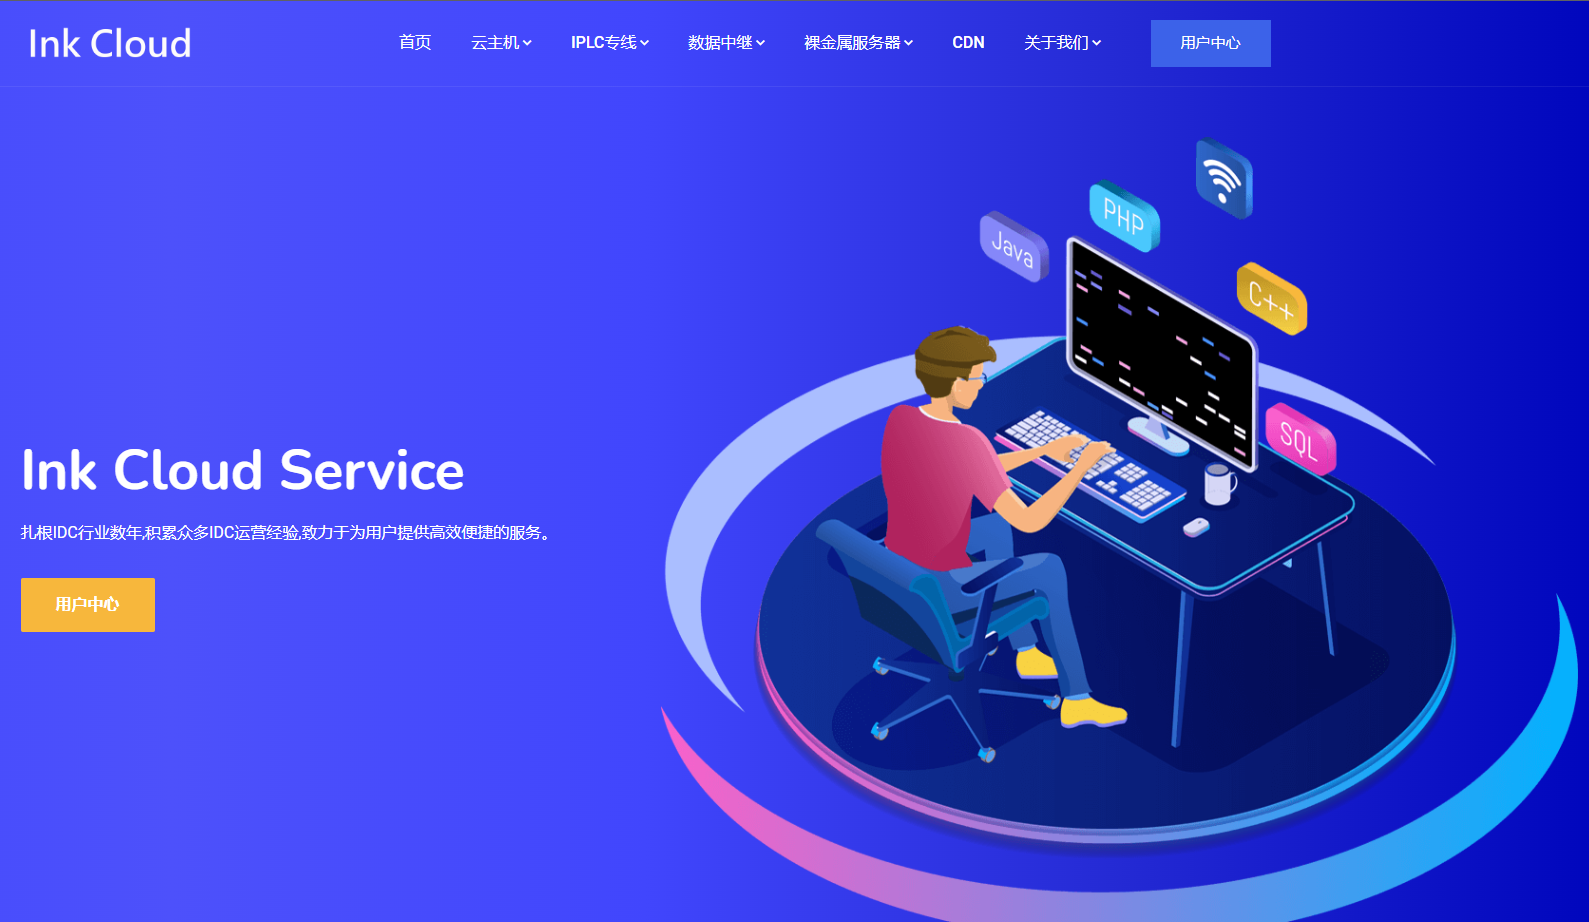 Ink Cloud
首页 云主机 IPLC专线 数据中继 裸金属服务器 CDN 关于我们 用户中心
PHP
Java
C++
SQL
Ink Cloud Service
扎根IDC行业数年,积累众多IDC运营经验,致力于为用户提供高效便捷的服务。
用户中心